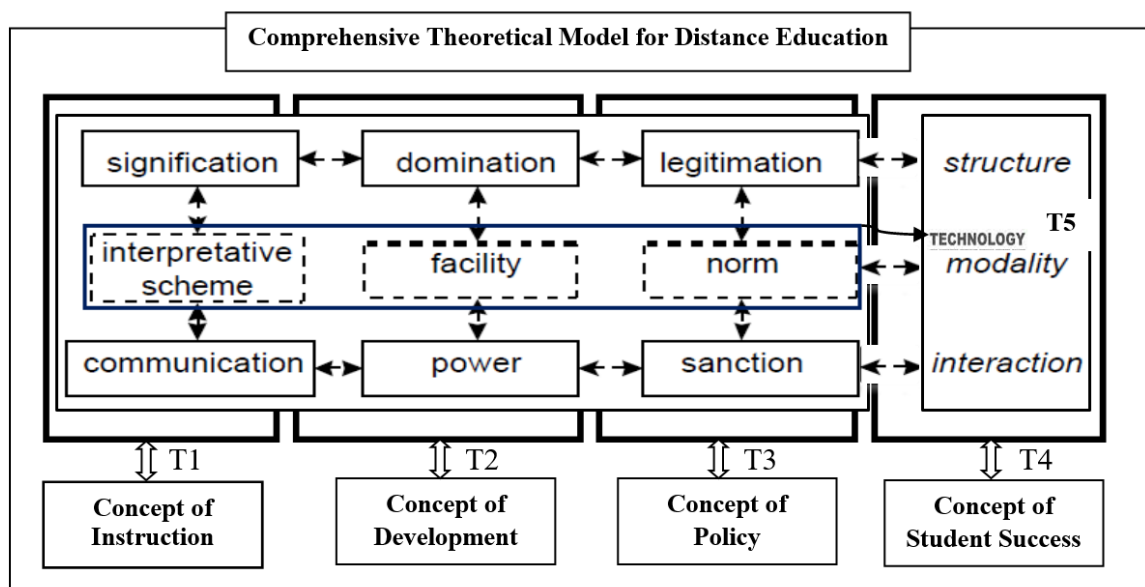 Comprehensive Theoretical Model for Distance Education
signification
domination
legitimation
structure
T5
TECHNOLOGY
interpretative
scheme
facility
norm
modality
communication
power
sanction
interaction
T1
T2
T3
T4
Concept of
Instruction
Concept of
Development
Concept of
Policy
Concept of
Student Success